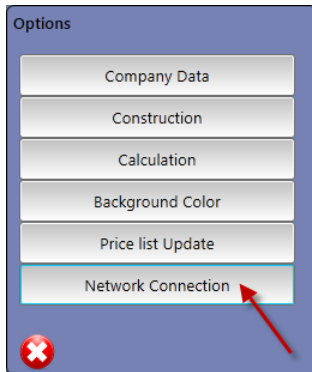 Options
Company Data
Construction
Calculation
Background Color
Price list Update
Network Connection